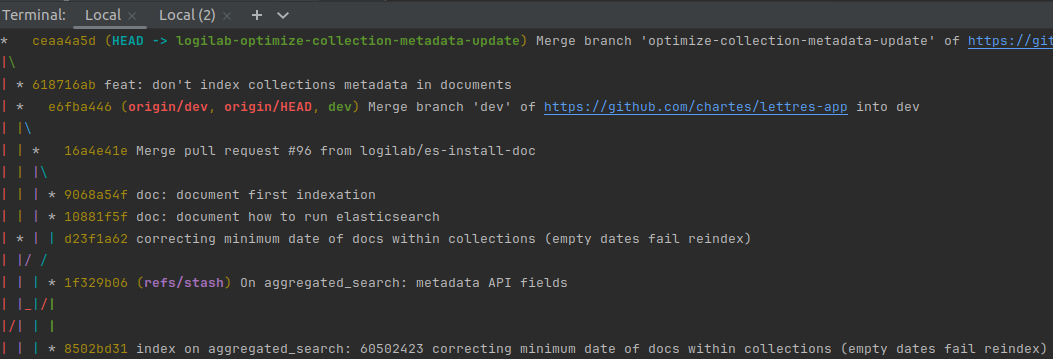 Terminal: Local × Local (2) × +
* ceaa4a5d (HEAD -> logilab-optimize-collection-metadata-update) Merge branch 'optimize-collection-metadata-update' of https://git
|\
| * 618716ab feat: don't index collections metadata in documents
| * e6fba446 (origin/dev, origin/HEAD, dev) Merge branch 'dev' of https://github.com/chartes/lettres-app into dev
| |\
| | * 16a4e41e Merge pull request #96 from logilab/es-install-doc
| | |\
| | | * 9068a54f doc: document first indexation
| | | * 10881f5f doc: document how to run elasticsearch
| * | | d23f1a62 correcting minimum date of docs within collections (empty dates fail reindex)
| |/ /
| | | * 1f329b06 (refs/stash) On aggregated_search: metadata API fields
| |_|/|
|/| | |
| | | * 8502bd31 index on aggregated_search: 60502423 correcting minimum date of docs within collections (empty dates fail reindex)